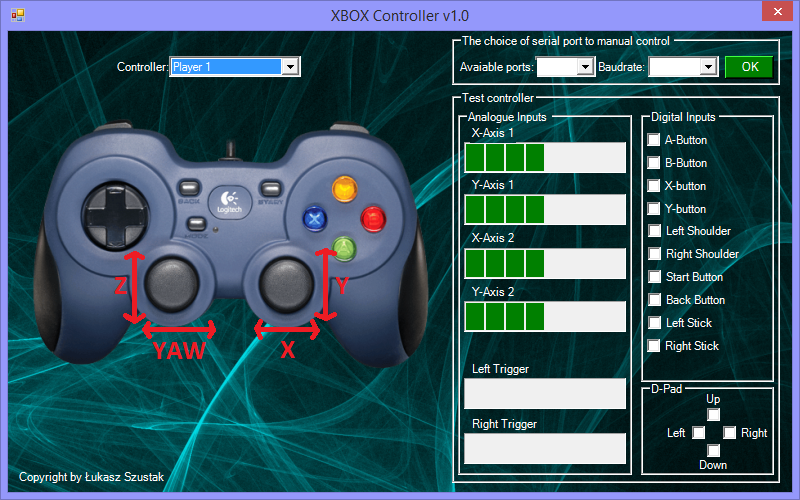 XBOX Controller v1.0
The choice of serial port to manual control
Controller: Player 1
Avaiable ports: Baudrate: OK
Test controller
Analogue Inputs
X-Axis 1
Y-Axis 1
X-Axis 2
Y-Axis 2
Left Trigger
Right Trigger
Digital Inputs
A-Button
B-Button
X-button
Y-button
Left Shoulder
Right Shoulder
Start Button
Back Button
Left Stick
Right Stick
D-Pad
Up
Left Right
Down
BACK
START
Logitech
MODE
X
B
A
Z
Y
YAW
X
Copyright by Łukasz Szustak